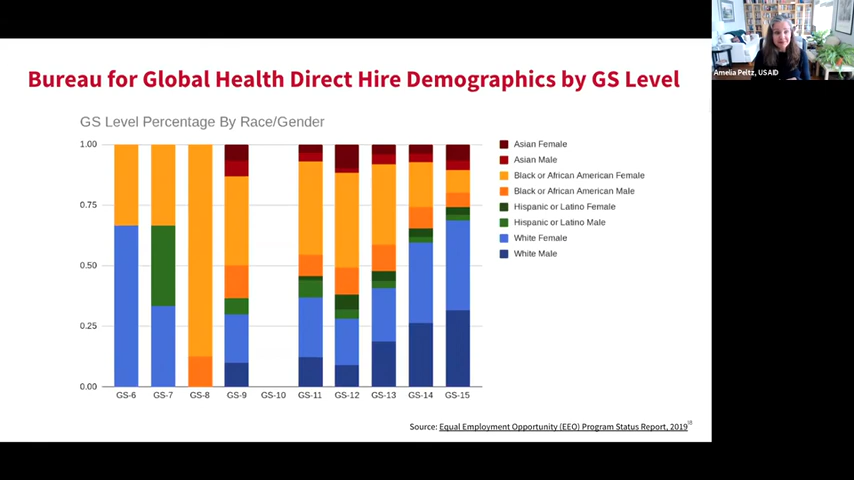 Amelia Peltz, USAID
Bureau for Global Health Direct Hire Demographics by GS Level
GS Level Percentage By Race/Gender
1.00
0.75
0.50
0.25
0.00
GS-6 GS-7 GS-8 GS-9 GS-10 GS-11 GS-12 GS-13 GS-14 GS-15
Asian Female
Asian Male
Black or African American Female
Black or African American Male
Hispanic or Latino Female
Hispanic or Latino Male
White Female
White Male
Source: Equal Employment Opportunity (EEO) Program Status Report, 2019